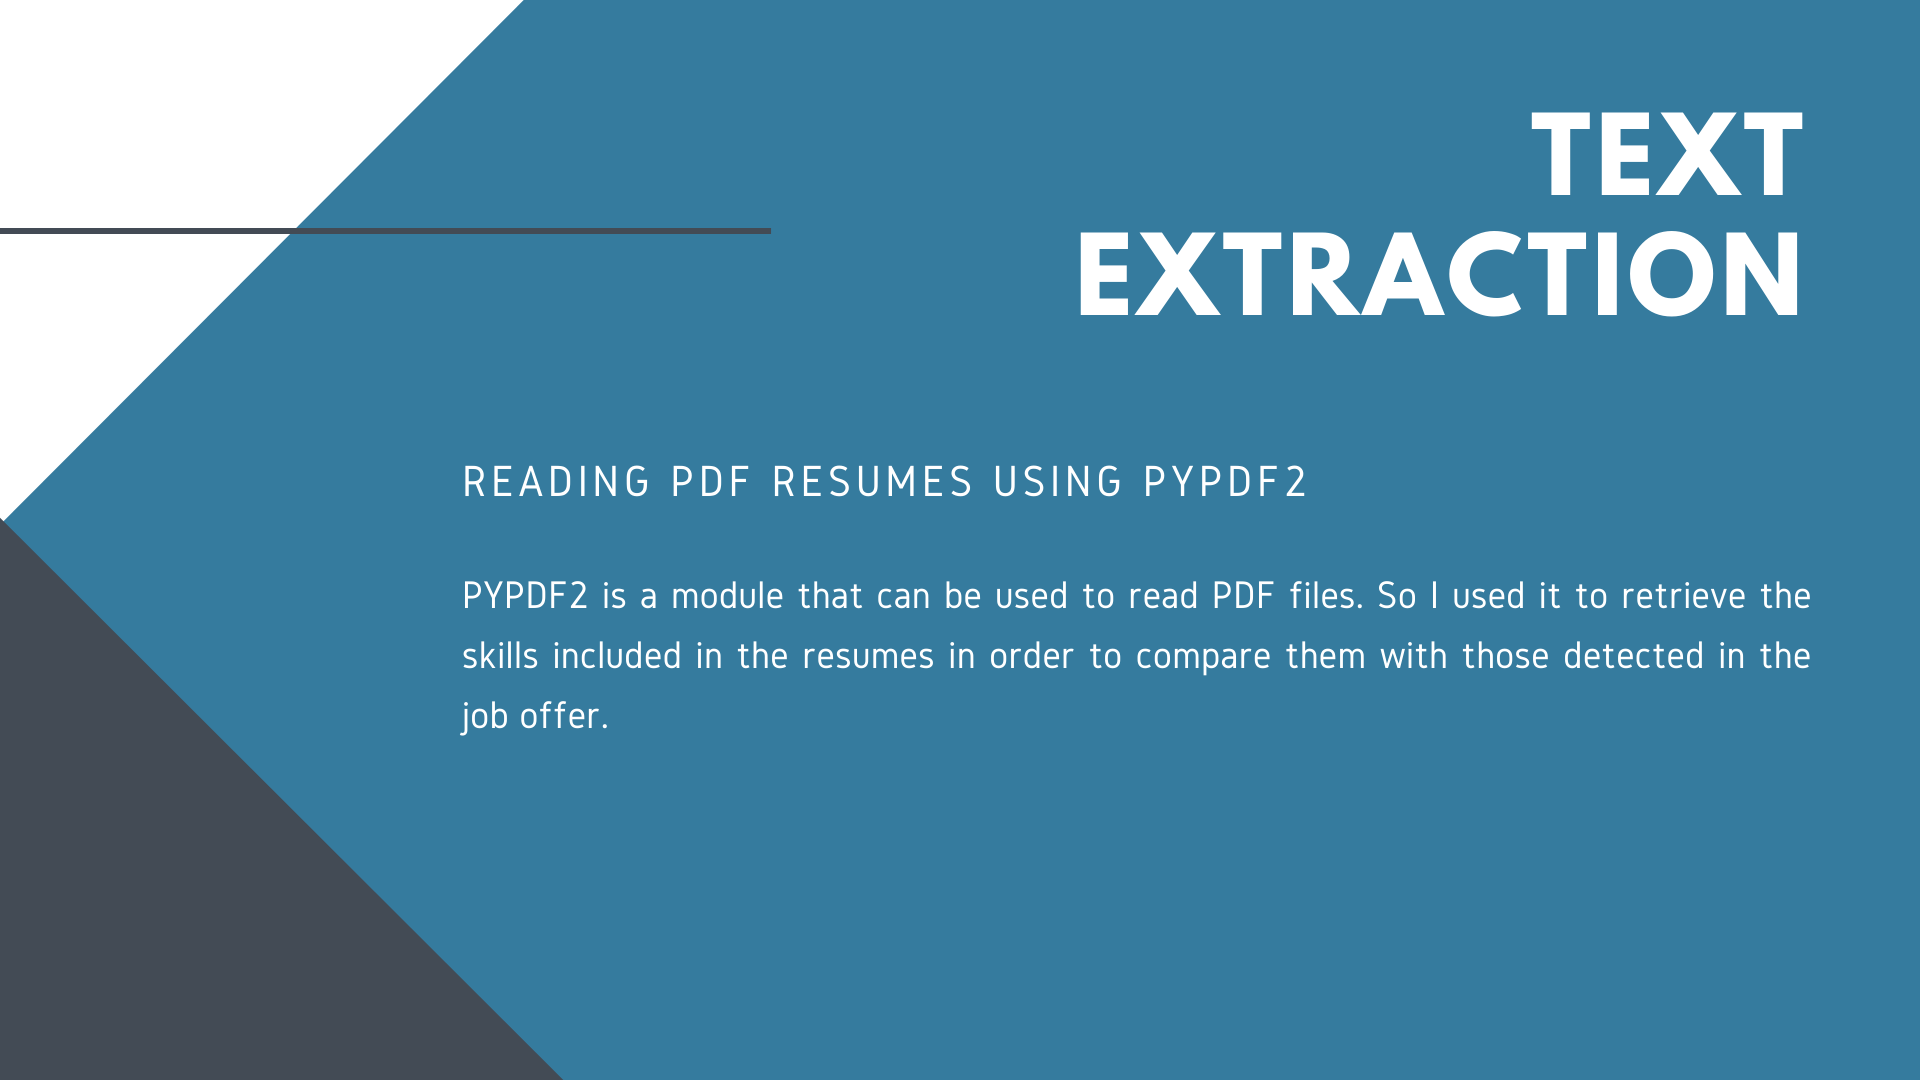 TEXT
EXTRACTION
READING PDF RESUMES USING PYPDF2
PYPDF2 is a module that can be used to read PDF files. So I used it to retrieve the
skills included in the resumes in order to compare them with those detected in the
job offer.